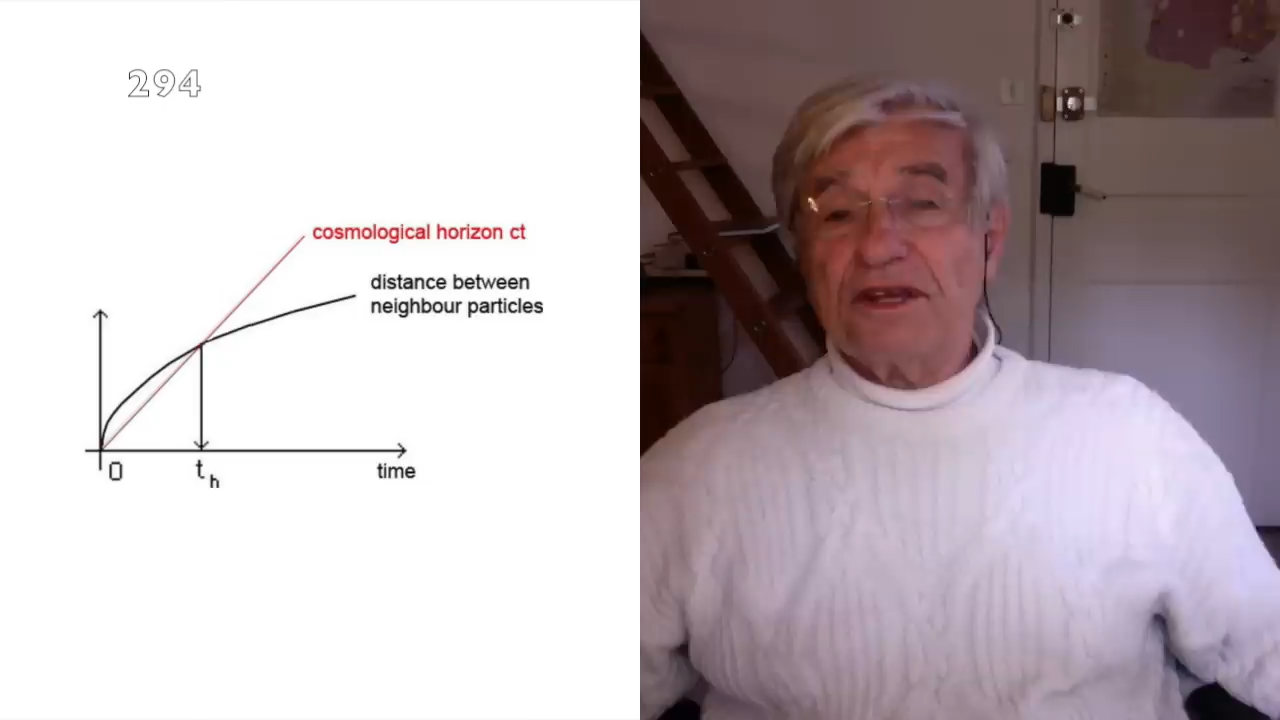 294
cosmological horizon ct
distance between
neighbour particles
0
t h
time